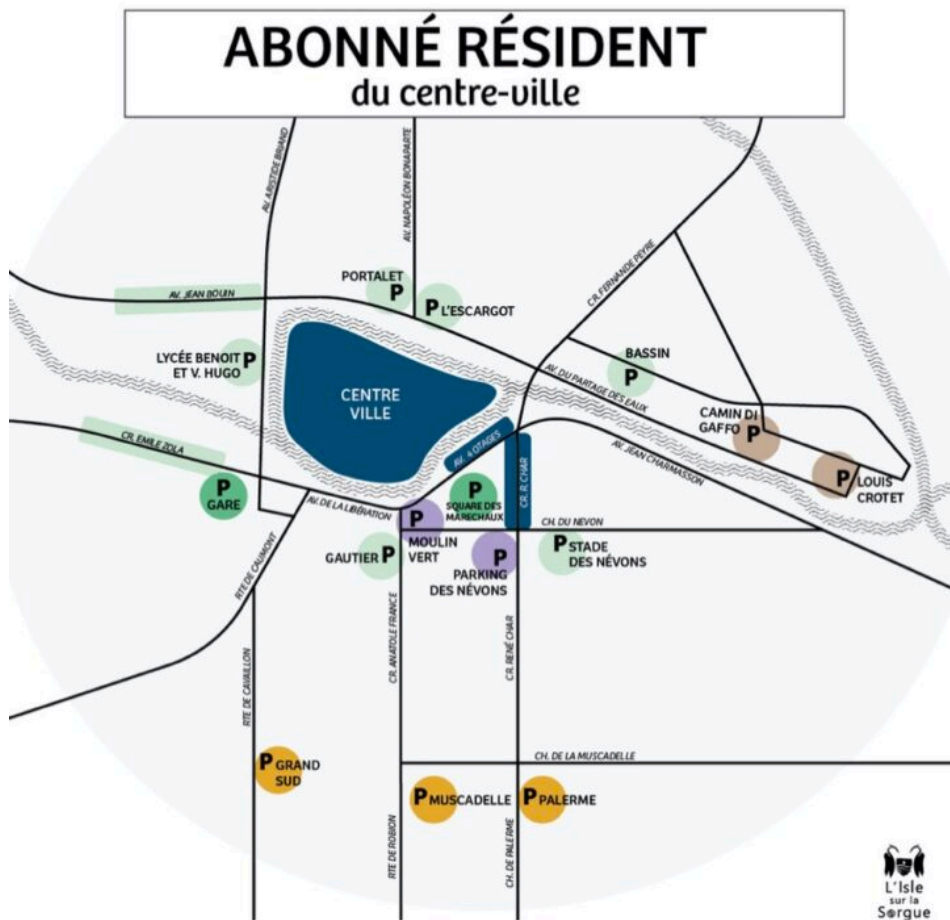 ABONNÉ RÉSIDENT
du centre-ville
AV. ARISTIDE BRIAND
AV. NAPOLÉON BONAPARTE
CR. FERNANDE PEYRE
PORTALET
P
AV. JEAN BOUIN
P L'ESCARGOT
LYCÉE BENOIT P
ET V. HUGO
BASSIN
P
CENTRE
VILLE
AV. DU PARTAGE DES EAUX
CAMIN DI
GAFFO
P
CR. EMILE ZOLA
AV. 4 OTAGES
CR. R. CHAR
AV. JEAN CHARMASSON
P LOUIS
CROTET
P
GARE
AV. DE LA LIBÉRATION
P
SQUARE DES
MARECHAUX
P
MOULIN
VERT
CH. DU NEVON
GAUTIER P
P
PARKING
DES NÉVONS
P STADE
DES NÉVONS
RTE DE CAUMONT
RTE DE CAVAILLON
CR. ANATOLE FRANCE
CR. RENÉ CHAR
P GRAND
SUD
CH. DE LA MUSCADELLE
P MUSCADELLE
P PALERME
RTE DE ROBION
CH. DE PALERME
L'Isle
sur la
Sorgue